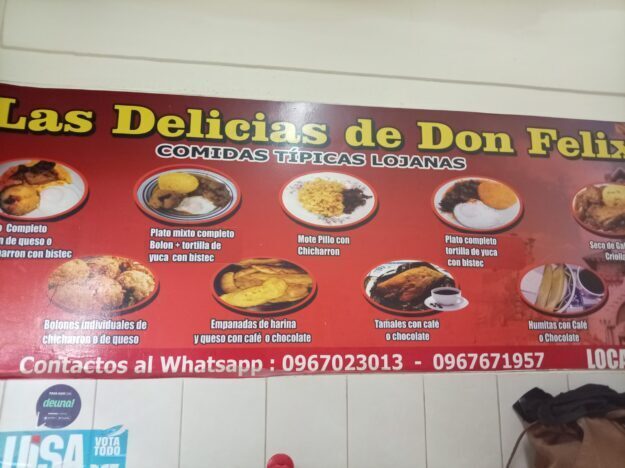 Las Delicias de Don Felix
COMIDAS TÍPICAS LOJANAS
Completo
de queso o
con bistec
Plato mixto completo
Bolon + tortilla de
yuca con bistec
Mote Pillo con
Chicharron
Plato completo
tortilla de yuca
con bistec
Seco de
Bolones individuales de
chicharron o de queso
Empanadas de harina
y queso con café o chocolate
Tamales con café
o chocolate
Humitas con Café
o Chocolate
Contactos al Whatsapp : 0967023013 - 0967671957
LOCA
deuna!
LUISA
VOTA
TODO